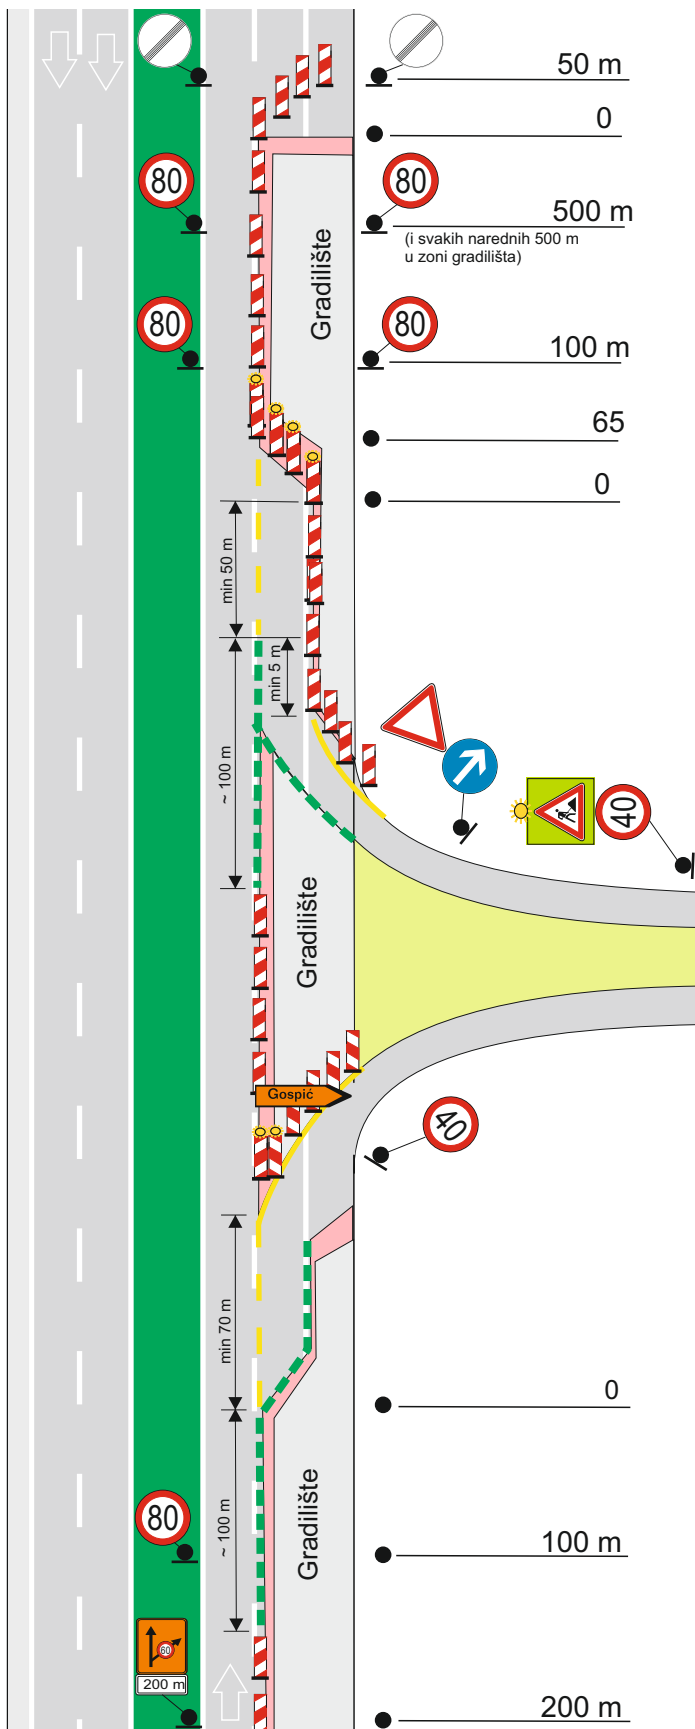 50 m
0
80
80
500 m
(i svakih narednih 500 m
u zoni gradilišta)
Gradilište
80
80
100 m
65
0
min 50 m
min 5 m
~ 100 m
40
Gradilište
Gospić
40
min 70 m
0
Gradilište
~ 100 m
80
100 m
60
200 m
200 m